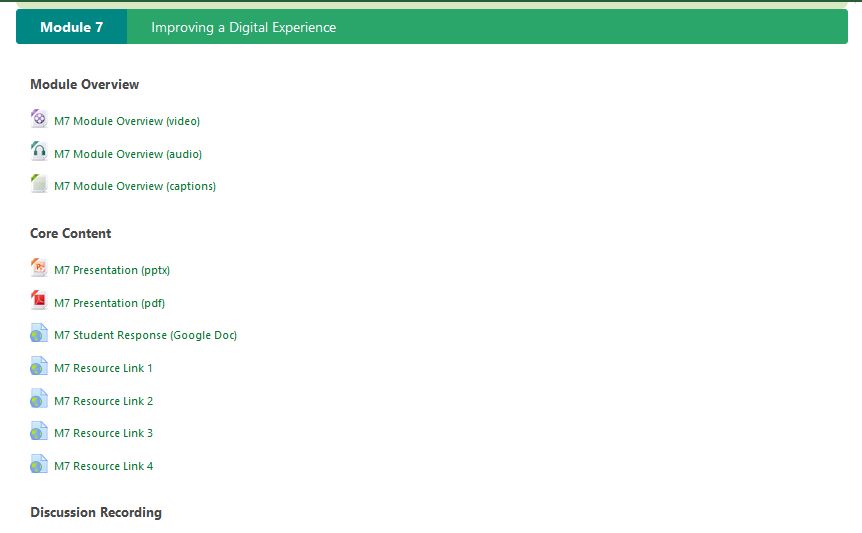 Module 7 Improving a Digital Experience
Module Overview
M7 Module Overview (video)
M7 Module Overview (audio)
M7 Module Overview (captions)
Core Content
M7 Presentation (pptx)
M7 Presentation (pdf)
M7 Student Response (Google Doc)
M7 Resource Link 1
M7 Resource Link 2
M7 Resource Link 3
M7 Resource Link 4
Discussion Recording